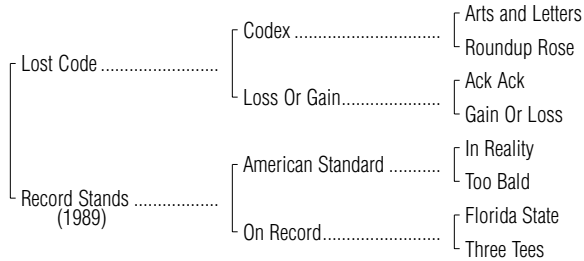 Arts and Letters
Codex ....................................
Roundup Rose
Lost Code .............................
Ack Ack
Loss Or Gain........................
Gain Or Loss
In Reality
American Standard ...........
Too Bald
Record Stands .....................
(1989)
Florida State
On Record.............................
Three Tees